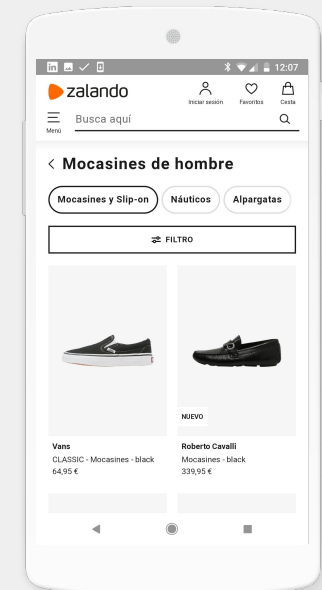 in
12:07
zalando
Iniciar sesión
Favoritos
Cesta
Menú
Busca aquí
Mocasines de hombre
Mocasines y Slip-on
Náuticos
Alpargatas
FILTRO
NUEVO
Vans
CLASSIC - Mocasines - black
64,95 €
Roberto Cavalli
Mocasines - black
339,95 €